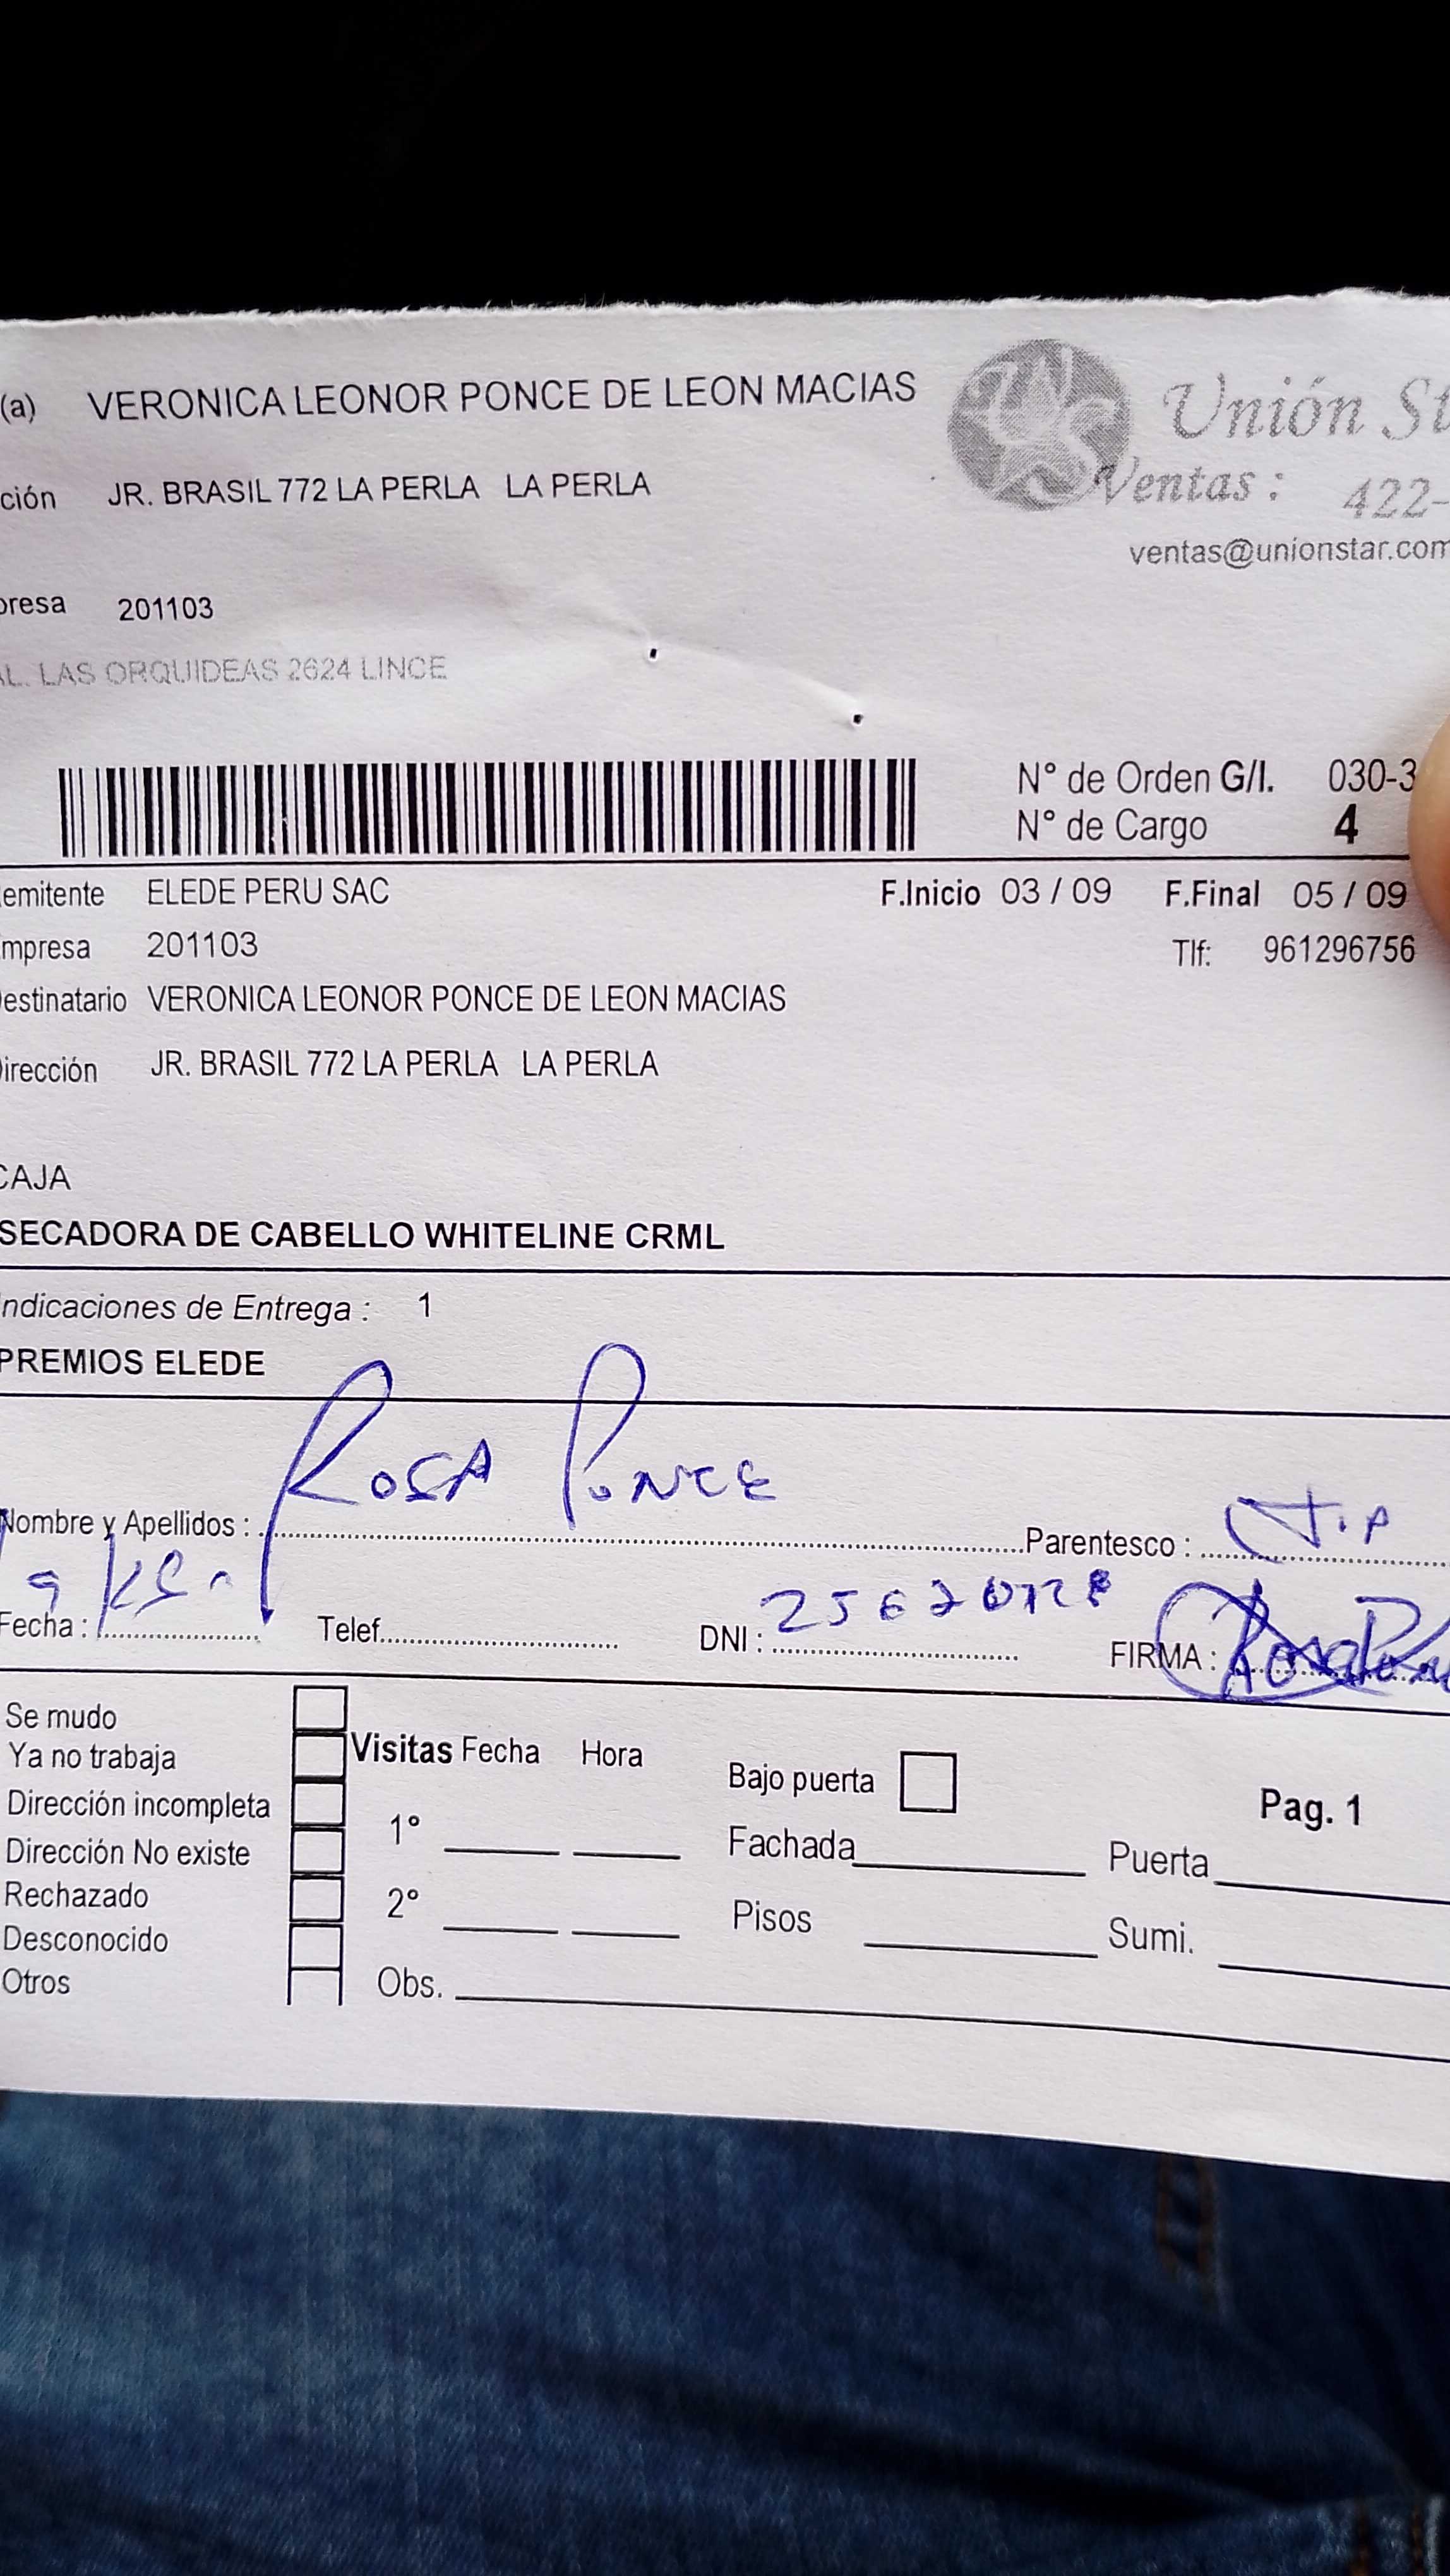 (a) VERONICA LEONOR PONCE DE LEON MACIAS
Unión St
ción JR. BRASIL 772 LA PERLA LA PERLA
Ventas : 422-
ventas@unionstar.com
presa 201103
AL. LAS ORQUIDEAS 2624 LINCE
N° de Orden G/I. 030-3
N° de Cargo 4
emitente ELEDE PERU SAC F.Inicio 03 / 09 F.Final 05 / 09
mpresa 201103 Tlf: 961296756
estinatario VERONICA LEONOR PONCE DE LEON MACIAS
irección JR. BRASIL 772 LA PERLA LA PERLA
CAJA
SECADORA DE CABELLO WHITELINE CRML
Indicaciones de Entrega : 1
PREMIOS ELEDE
Nombre y Apellidos : ROSA PONCE Parentesco : TIA
Fecha : Telef. DNI : FIRMA :
Se mudo
Ya no trabaja Visitas Fecha Hora Bajo puerta
Dirección incompleta 1° Fachada Puerta Pag. 1
Dirección No existe
Rechazado 2° Pisos Sumi.
Desconocido
Otros Obs.